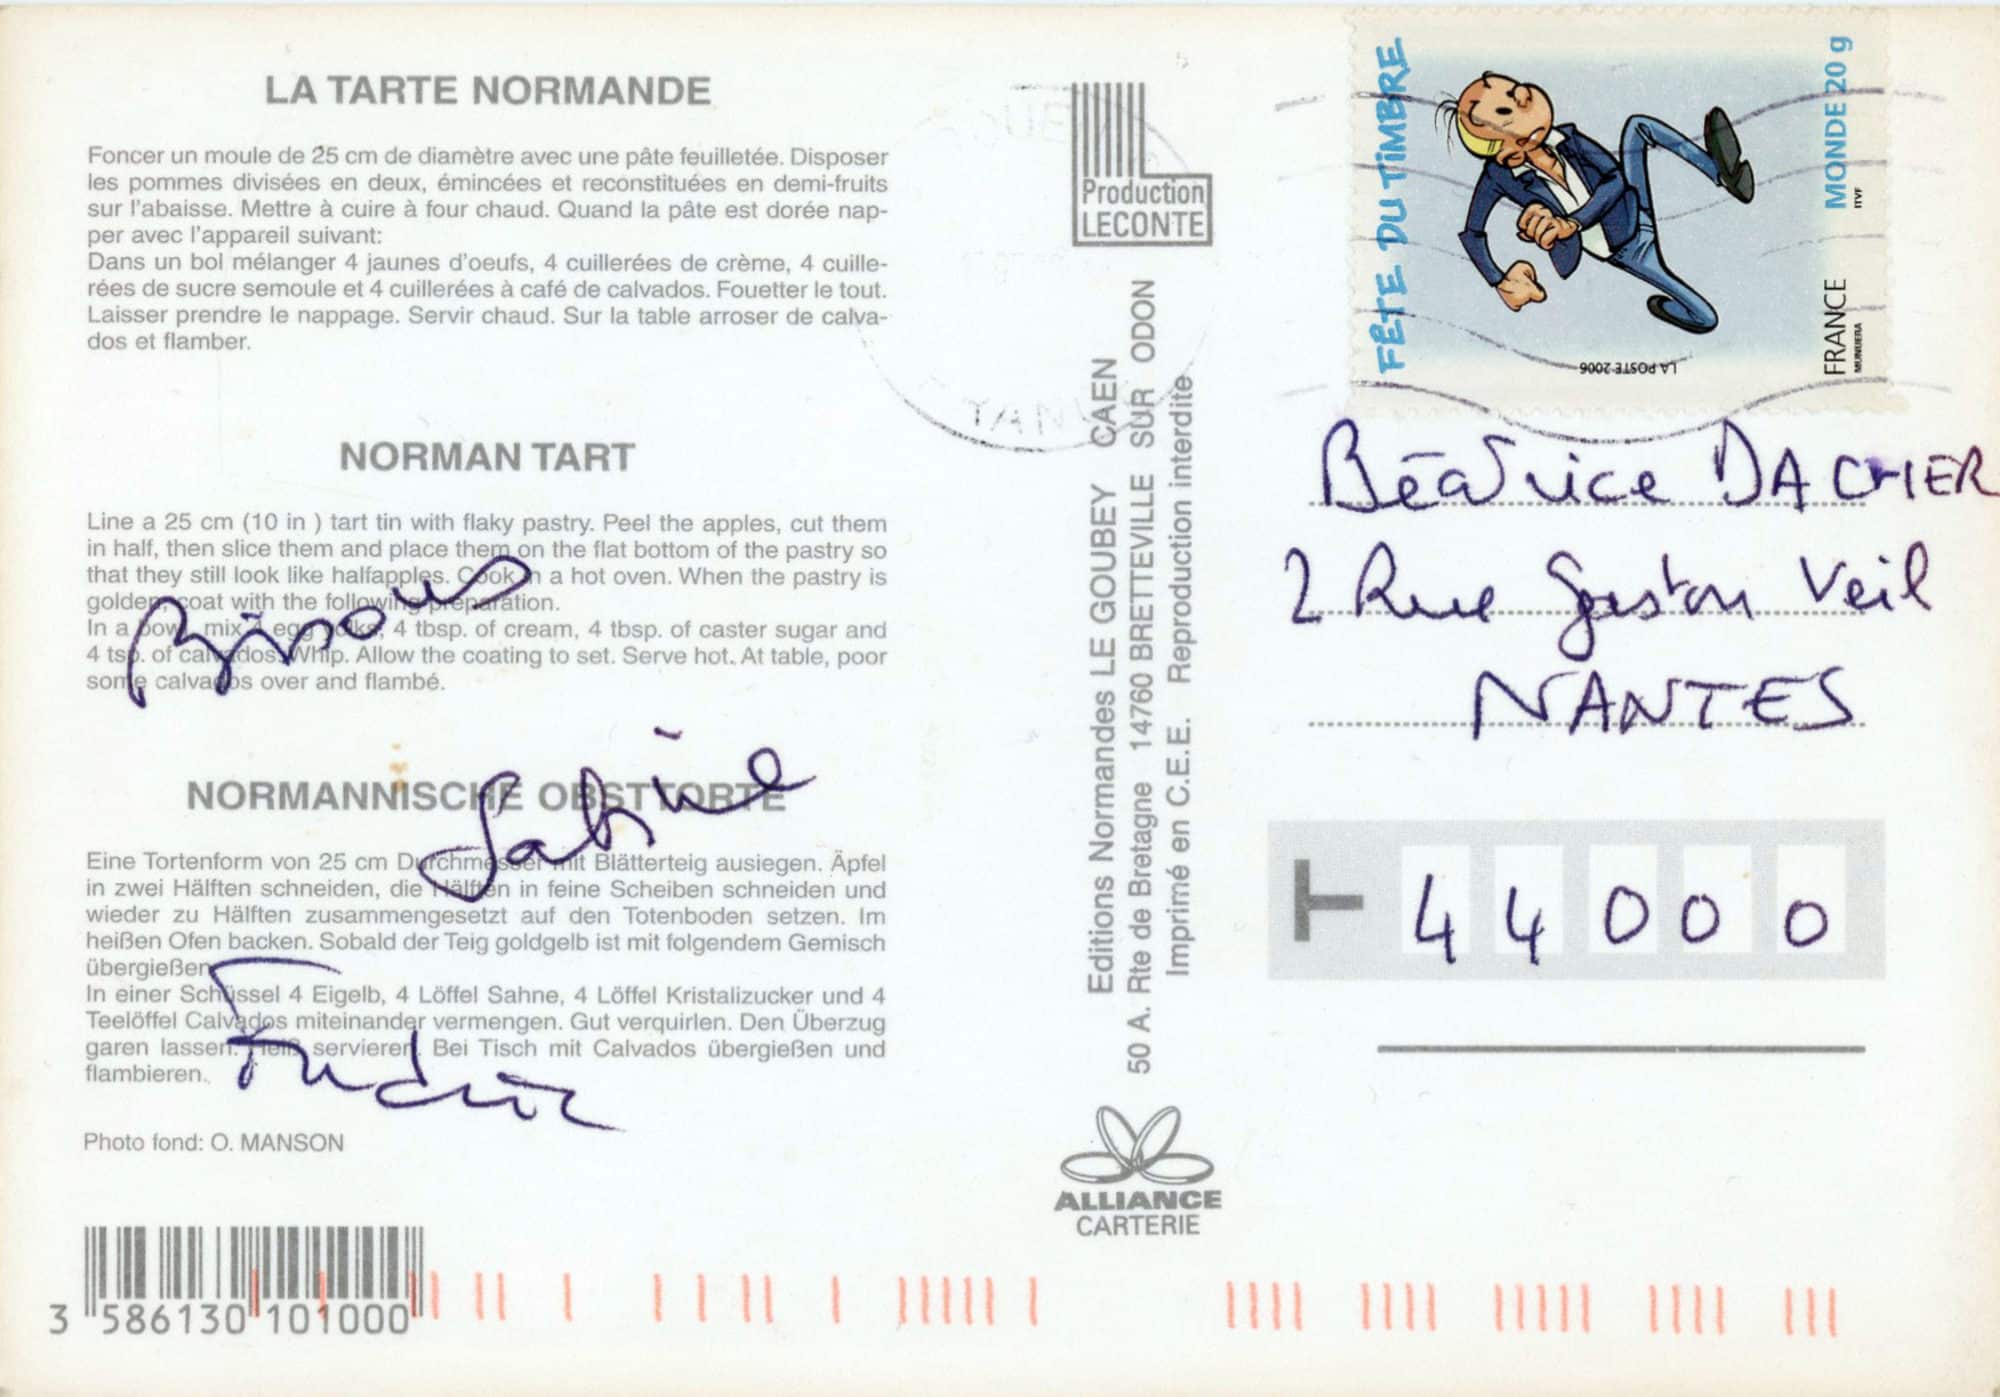 LA TARTE NORMANDE
Foncer un moule de 25 cm de diamètre avec une pâte feuilletée. Disposer
les pommes divisées en deux, émincées et reconstituées en demi-fruits
sur l'abaisse. Mettre à cuire à four chaud. Quand la pâte est dorée nap-
per avec l'appareil suivant:
Dans un bol mélanger 4 jaunes d'oeufs, 4 cuillerées de crème, 4 cuille-
rées de sucre semoule et 4 cuillerées à café de calvados. Fouetter le tout.
Laisser prendre le nappage. Servir chaud. Sur la table arroser de calva-
dos et flamber.
NORMAN TART
Line a 25 cm (10 in ) tart tin with flaky pastry. Peel the apples, cut them
in half, then slice them and place them on the flat bottom of the pastry so
that they still look like halfapples. Cook in a hot oven. When the pastry is
golden, coat with the following preparation.
In a bowl, mix 4 egg yolks, 4 tbsp. of cream, 4 tbsp. of caster sugar and
4 tsp. of calvados. Whip. Allow the coating to set. Serve hot. At table, poor
some calvados over and flambé.
Bisous
NORMANNISCHE OBSTTORTE
Sabine
Eine Tortenform von 25 cm Durchmesser mit Blätterteig ausiegen. Äpfel
in zwei Hälften schneiden, die Hälften in feine Scheiben schneiden und
wieder zu Hälften zusammengesetzt auf den Totenboden setzen. Im
heißen Ofen backen. Sobald der Teig goldgelb ist mit folgendem Gemisch
übergießen
In einer Schüssel 4 Eigelb, 4 Löffel Sahne, 4 Löffel Kristalizucker und 4
Teelöffel Calvados miteinander vermengen. Gut verquirlen. Den Überzug
garen lassen. Heiß servieren. Bei Tisch mit Calvados übergießen und
flambieren.
Photo fond: O. MANSON
3 586130 101000
Production
LECONTE
Editions Normandes LE GOUBEY CAEN
50 A. Rte de Bretagne 14760 BRETTEVILLE SUR ODON
Imprimé en C.E.E. Reproduction interdite
ALLIANCE
CARTERIE
FÊTE DU TIMBRE
LA POSTE 2006
FRANCE MONDE 20 g
MUNUERA ITVF
Béatrice DACHER
2 Rue Gaston Veil
NANTES
44000